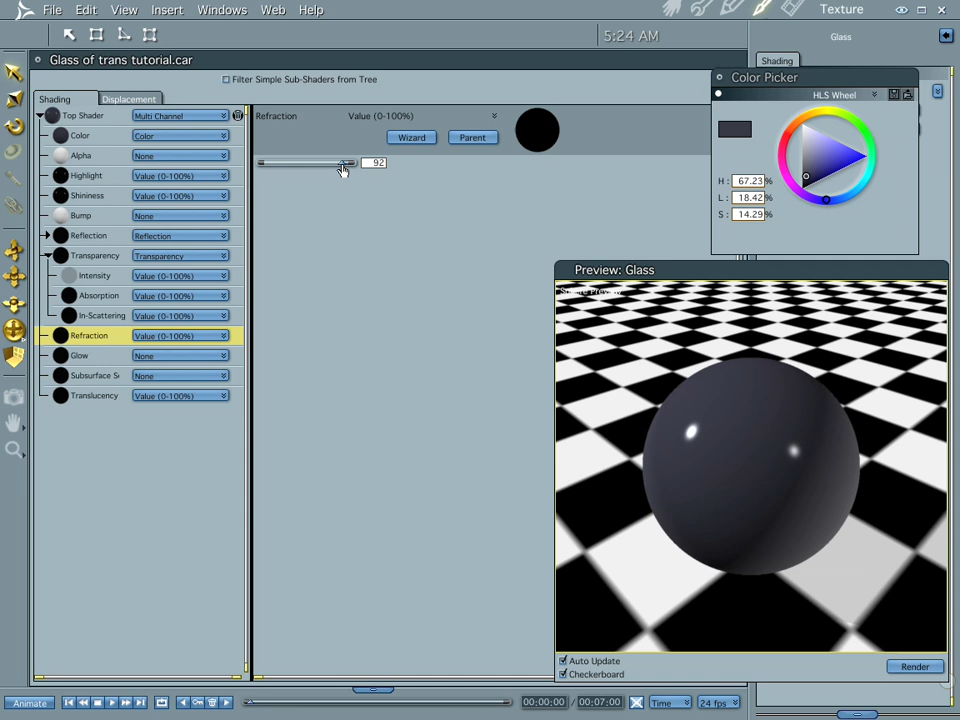 File Edit View Insert Windows Web Help Texture
5:24 AM Glass
Glass of trans tutorial.car
Filter Simple Sub-Shaders from Tree
Shading
Shading Displacement
Top Shader Multi Channel
Color Color
Alpha None
Highlight Value (0-100%)
Shininess Value (0-100%)
Bump None
Reflection Reflection
Transparency Transparency
Intensity Value (0-100%)
Absorption Value (0-100%)
In-Scattering Value (0-100%)
Refraction Value (0-100%)
Glow None
Subsurface Sc None
Translucency Value (0-100%)
Refraction Value (0-100%)
Wizard Parent
92
Color Picker
HLS Wheel
H : 67.23 %
L : 18.42 %
S : 14.29 %
Preview: Glass
Auto Update
Checkerboard
Render
Animate 00:00:00 / 00:07:00 Time 24 fps